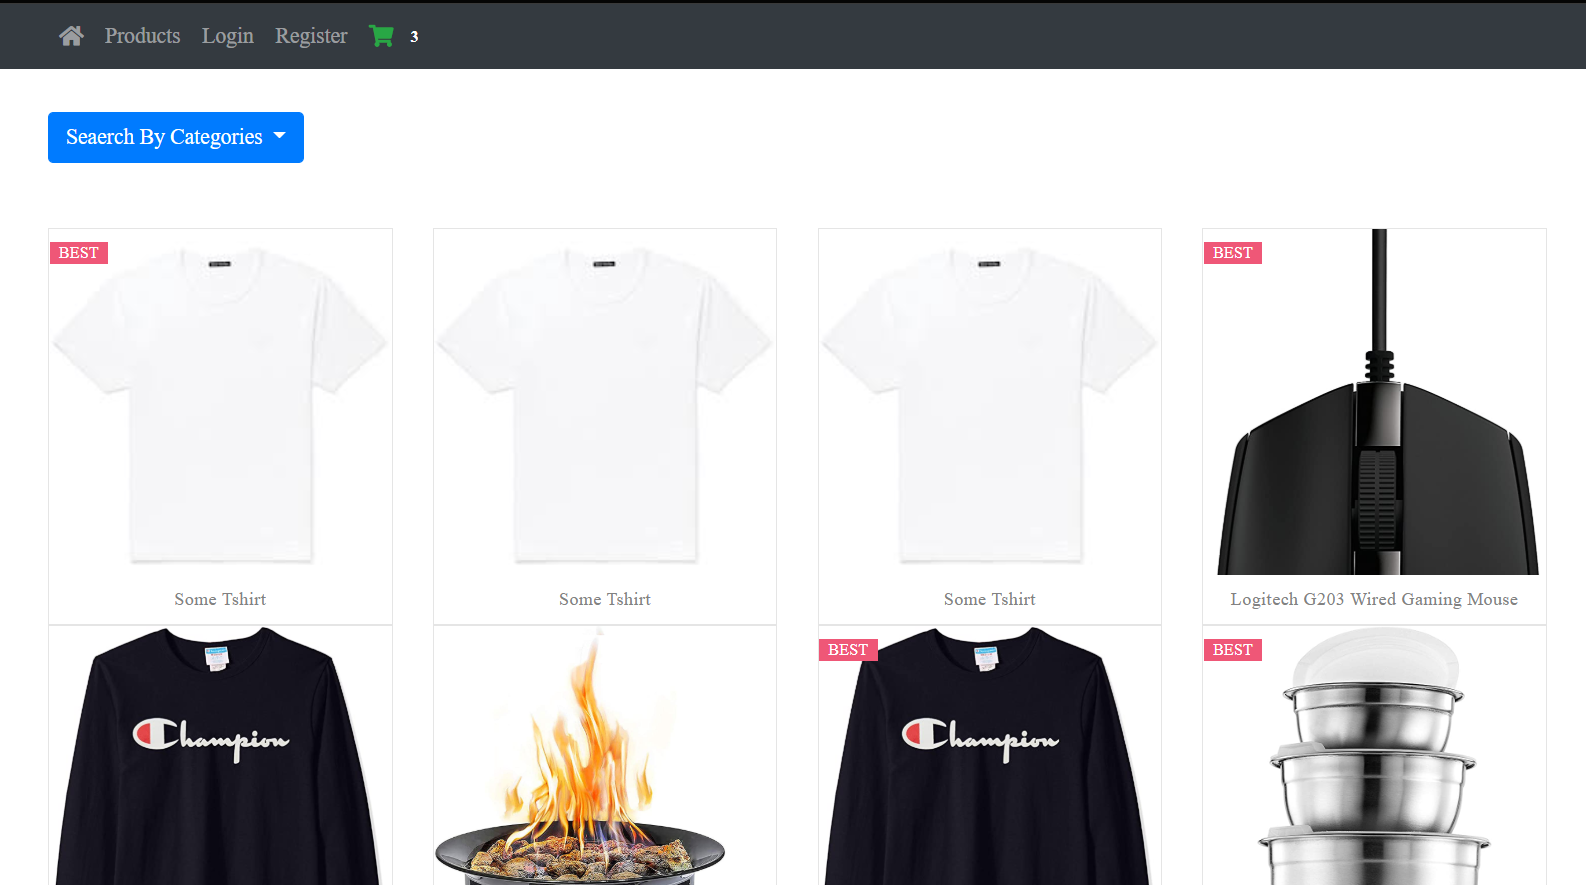 Products Login Register 3
Seaerch By Categories
BEST
BEST
Some Tshirt
Some Tshirt
Some Tshirt
Logitech G203 Wired Gaming Mouse
Champion
BEST
Champion
BEST